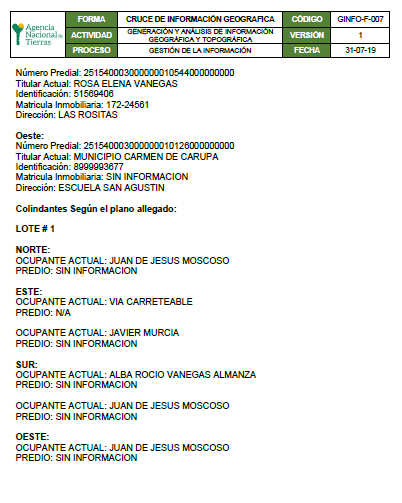 Agencia
Nacional de
Tierras
FORMA CRUCE DE INFORMACIÓN GEOGRAFICA CÓDIGO GINFO-F-007
ACTIVIDAD GENERACIÓN Y ANÁLISIS DE INFORMACIÓN GEOGRÁFICA Y TOPOGRÁFICA VERSIÓN 1
PROCESO GESTIÓN DE LA INFORMACIÓN FECHA 31-07-19
Número Predial: 251540003000000010544000000000
Titular Actual: ROSA ELENA VANEGAS
Identificación: 51569406
Matricula Inmobiliaria: 172-24561
Dirección: LAS ROSITAS
Oeste:
Número Predial: 251540003000000010126000000000
Titular Actual: MUNICIPIO CARMEN DE CARUPA
Identificación: 8999993677
Matricula Inmobiliaria: SIN INFORMACION
Dirección: ESCUELA SAN AGUSTIN
Colindantes Según el plano allegado:
LOTE # 1
NORTE:
OCUPANTE ACTUAL: JUAN DE JESUS MOSCOSO
PREDIO: SIN INFORMACION
ESTE:
OCUPANTE ACTUAL: VIA CARRETEABLE
PREDIO: N/A
OCUPANTE ACTUAL: JAVIER MURCIA
PREDIO: SIN INFORMACION
SUR:
OCUPANTE ACTUAL: ALBA ROCIO VANEGAS ALMANZA
PREDIO: SIN INFORMACION
OCUPANTE ACTUAL: JUAN DE JESUS MOSCOSO
PREDIO: SIN INFORMACION
OESTE:
OCUPANTE ACTUAL: JUAN DE JESUS MOSCOSO
PREDIO: SIN INFORMACION